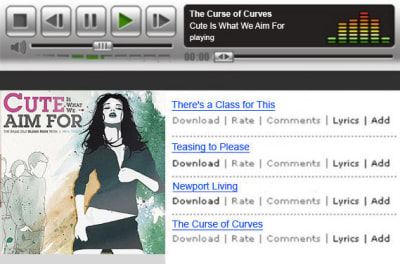 The Curse of Curves
Cute Is What We Aim For
playing
00:00
CUTE IS WHAT WE
AIM FOR
There's a Class for This
Download | Rate | Comments | Lyrics | Add
Teasing to Please
Download | Rate | Comments | Lyrics | Add
Newport Living
Download | Rate | Comments | Lyrics | Add
The Curse of Curves
Download | Rate | Comments | Lyrics | Add